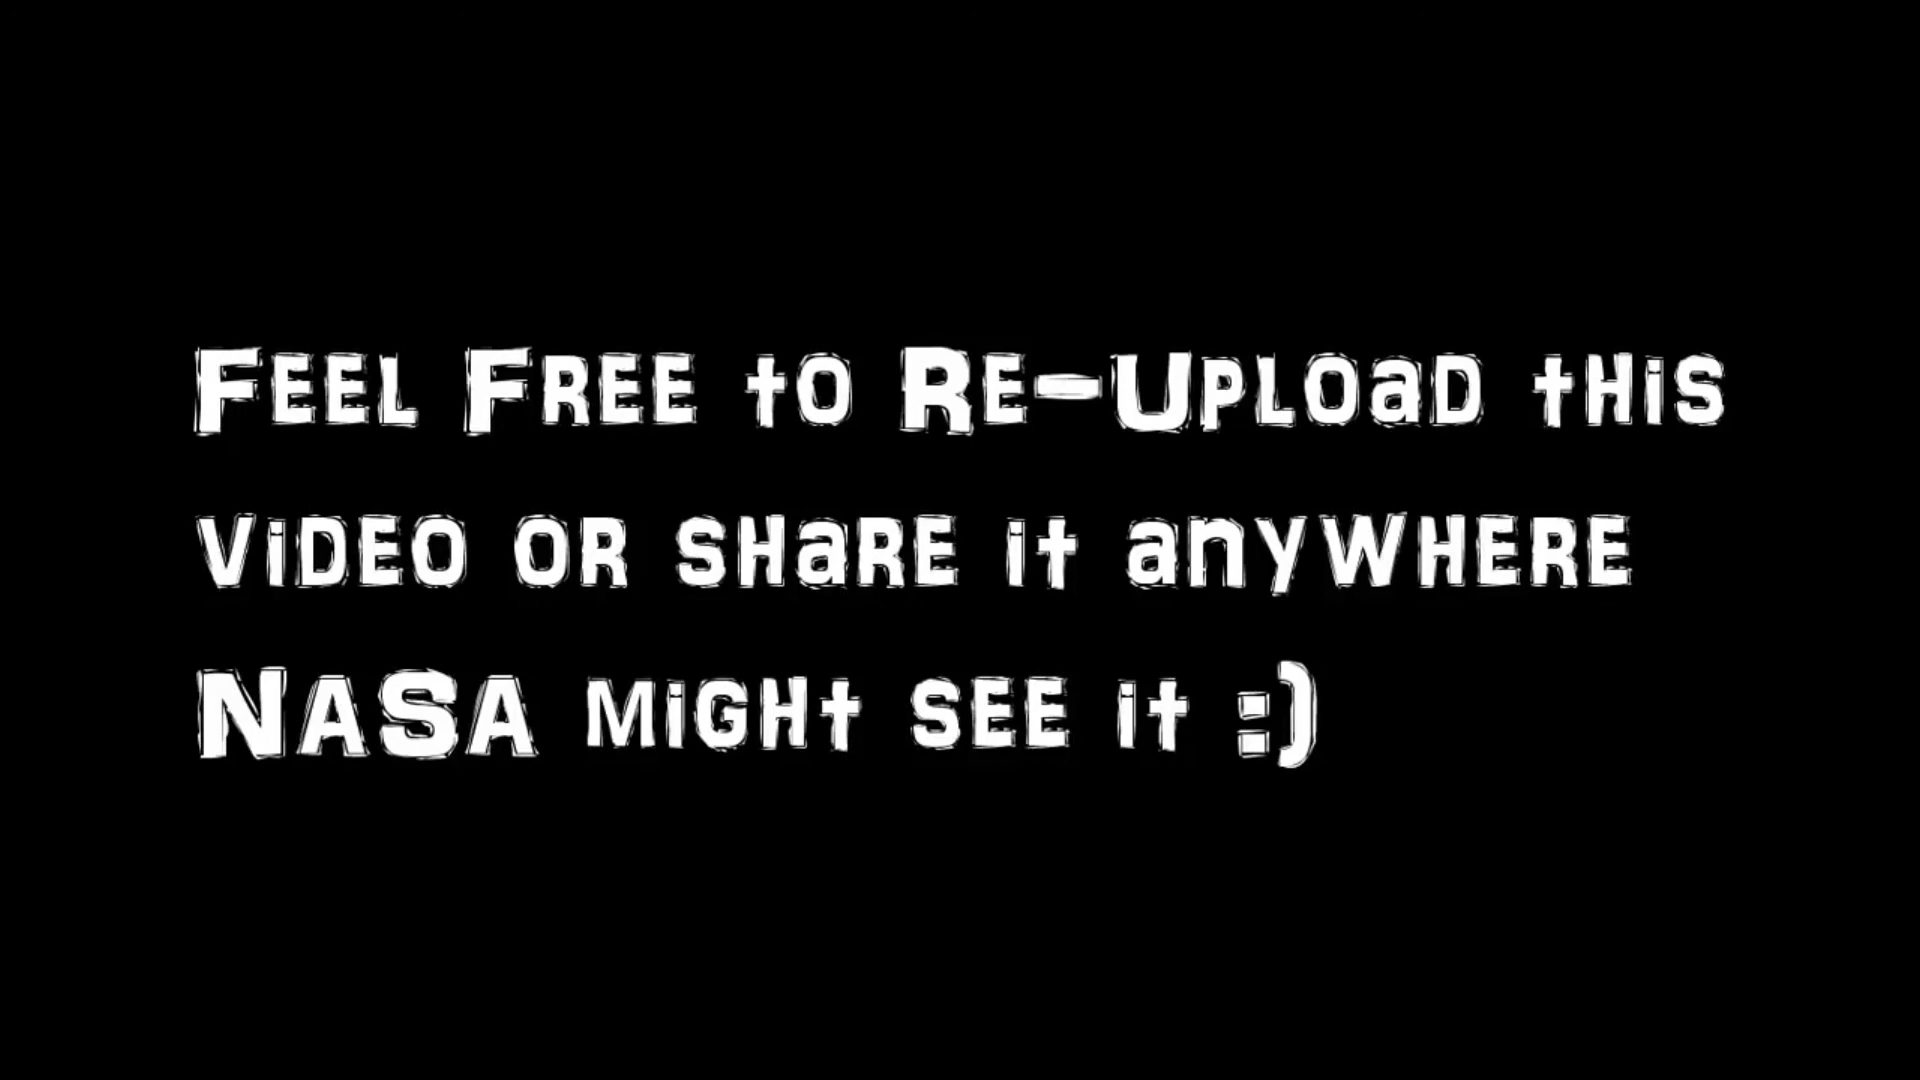 Feel Free to Re-Upload this
video or share it anywhere
NASA might see it :)